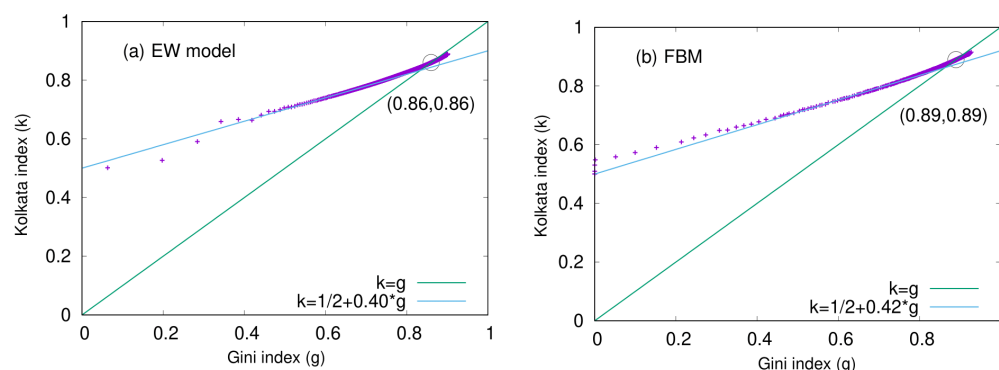 1
0.8
0.6
0.4
0.2
0
0
0.2
0.4
0.6
0.8
1
Kolkata index (k)
Gini index (g)
(a) EW model
(0.86,0.86)
k=g
k=1/2+0.40*g
1
0.8
0.6
0.4
0.2
0
0
0.2
0.4
0.6
0.8
Kolkata index (k)
Gini index (g)
(b) FBM
(0.89,0.89)
k=g
k=1/2+0.42*g